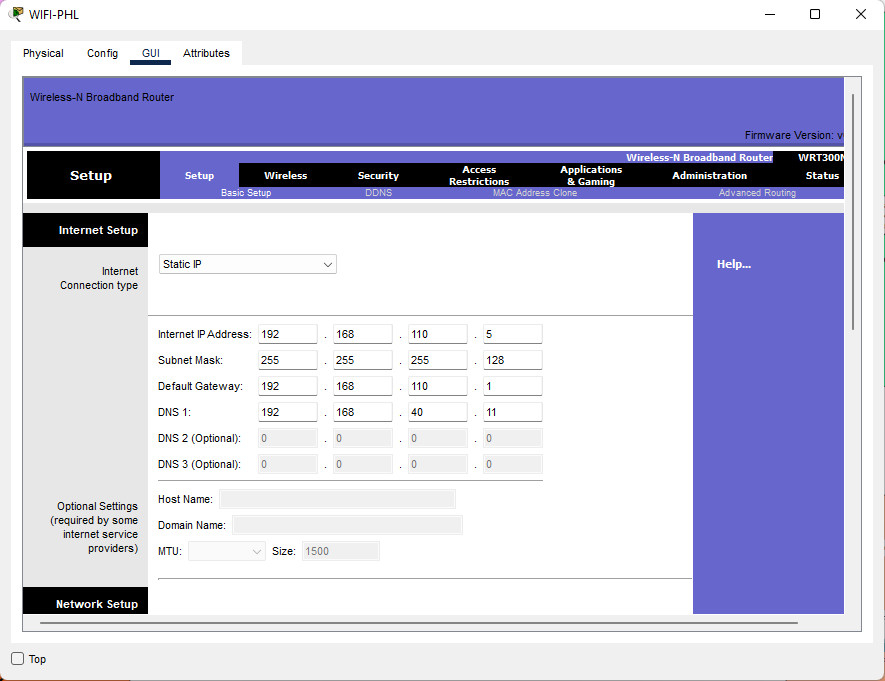 WIFI-PHL
Physical Config GUI Attributes
Wireless-N Broadband Router
Firmware Version: v
Wireless-N Broadband Router WRT300N
Setup
Setup Wireless Security Access Restrictions Applications & Gaming Administration Status
Basic Setup DDNS MAC Address Clone Advanced Routing
Internet Setup
Help...
Internet
Connection type
Static IP
Internet IP Address: 192 . 168 . 110 . 5
Subnet Mask: 255 . 255 . 255 . 128
Default Gateway: 192 . 168 . 110 . 1
DNS 1: 192 . 168 . 40 . 11
DNS 2 (Optional): 0 . 0 . 0 . 0
DNS 3 (Optional): 0 . 0 . 0 . 0
Optional Settings
(required by some
internet service
providers)
Host Name:
Domain Name:
MTU: Size: 1500
Network Setup
Top